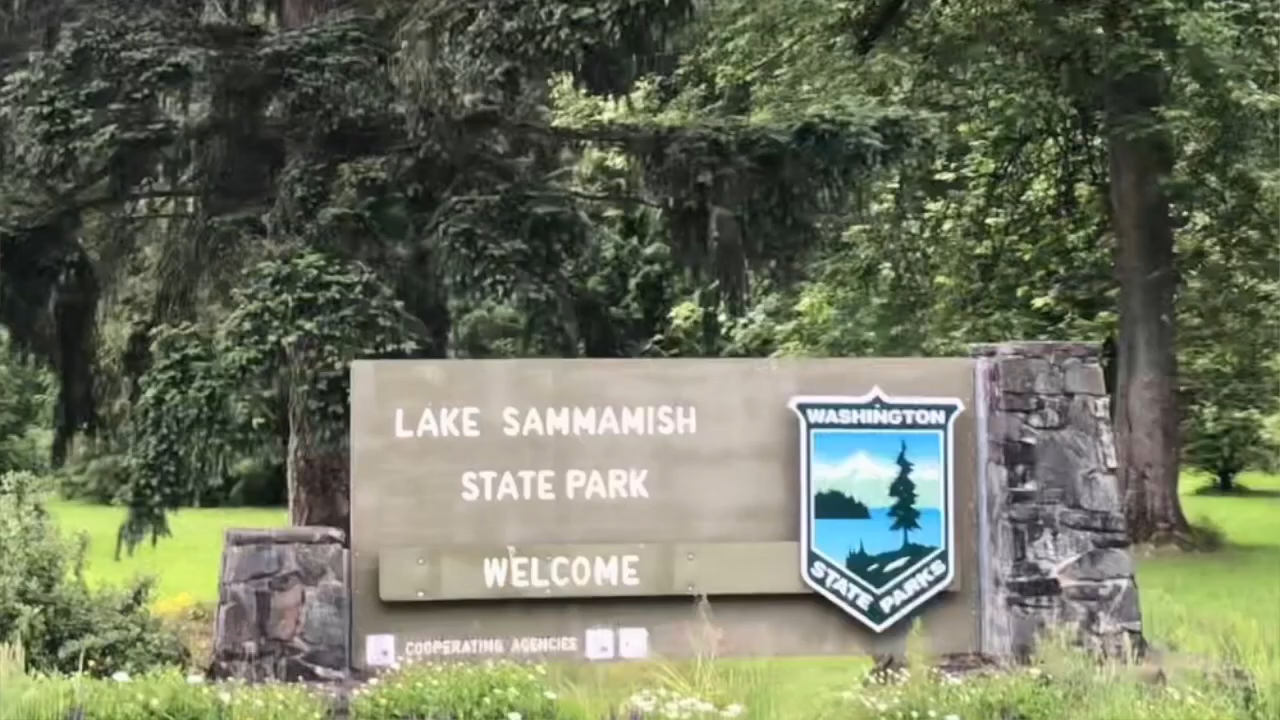 LAKE SAMMAMISH
STATE PARK
WELCOME
COOPERATING AGENCIES
WASHINGTON
STATE PARKS